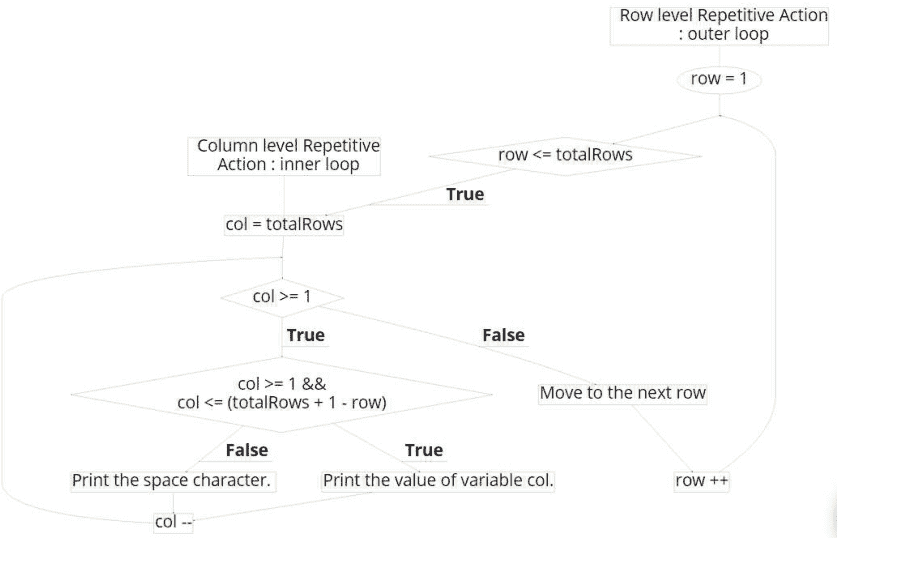 Row level Repetitive Action
: outer loop
row = 1
Column level Repetitive
Action : inner loop
row <= totalRows
True
col = totalRows
col >= 1
True
False
col >= 1 &&
col <= (totalRows + 1 - row)
Move to the next row
False
True
Print the space character.
Print the value of variable col.
row ++
col --